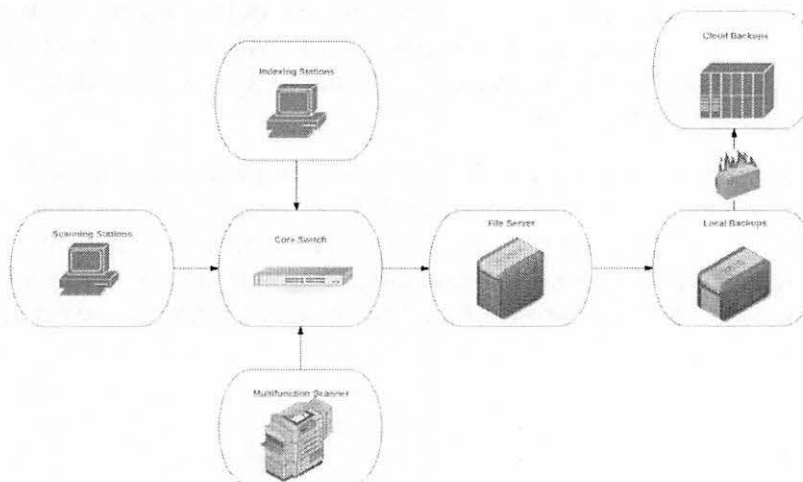 Cloud Backups
Indexing Stations
Scanning Stations
Core Switch
File Server
Local Backups
Multifunction Scanner